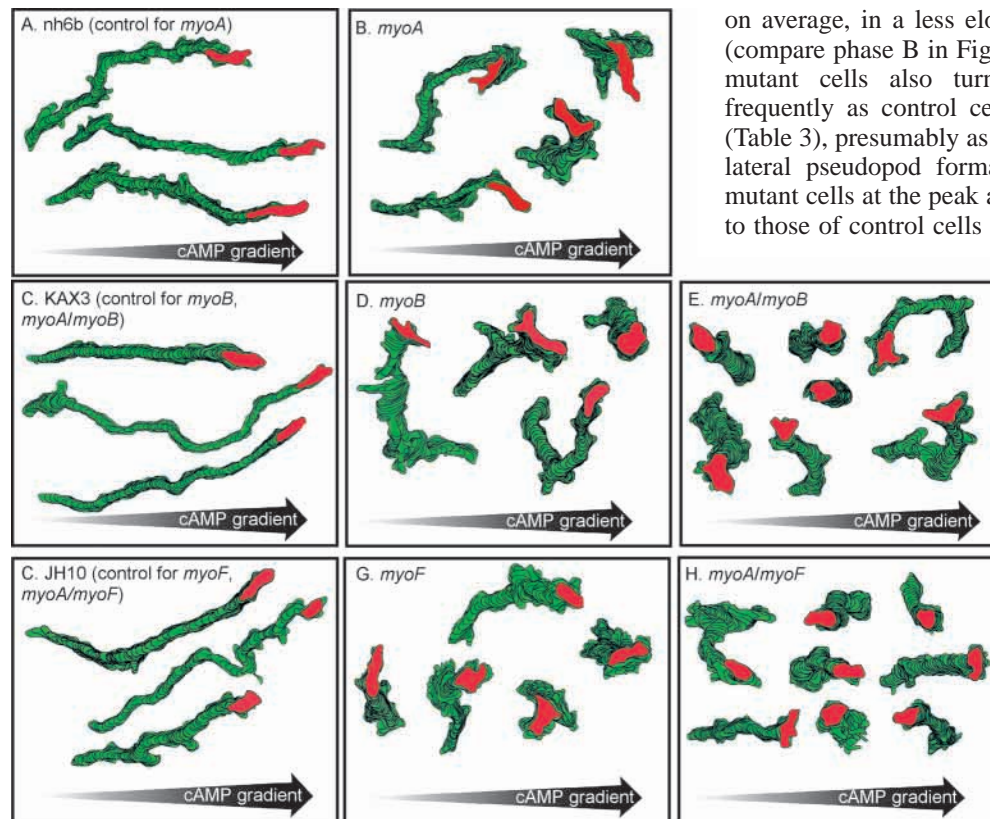 A. nh6b (control for myoA)
cAMP gradient
B. myoA
cAMP gradient
on average, in a less elo
(compare phase B in Fig
mutant cells also turn
frequently as control ce
(Table 3), presumably as
lateral pseudopod forma
mutant cells at the peak a
to those of control cells
C. KAX3 (control for myoB,
myoA/myoB)
cAMP gradient
D. myoB
cAMP gradient
E. myoA/myoB
cAMP gradient
C. JH10 (control for myoF,
myoA/myoF)
cAMP gradient
G. myoF
cAMP gradient
H. myoA/myoF
cAMP gradient